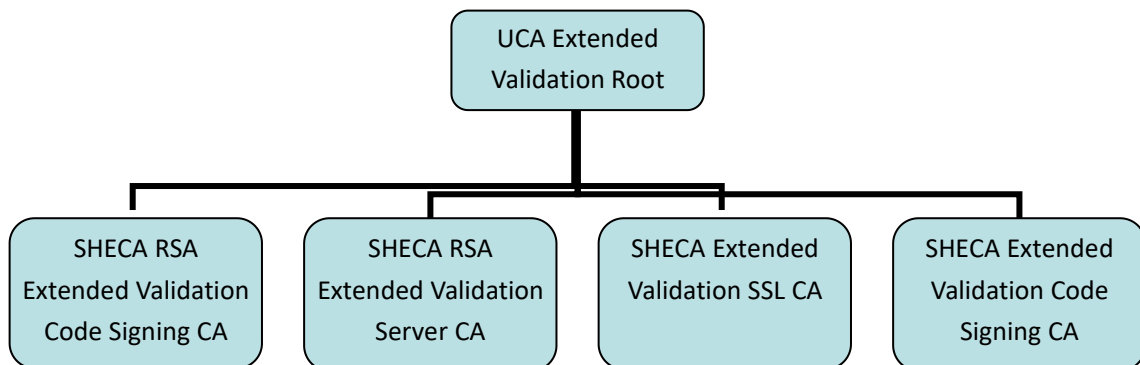 UCA Extended
Validation Root
SHECA RSA
Extended Validation
Code Signing CA
SHECA RSA
Extended Validation
Server CA
SHECA Extended
Validation SSL CA
SHECA Extended
Validation Code
Signing CA